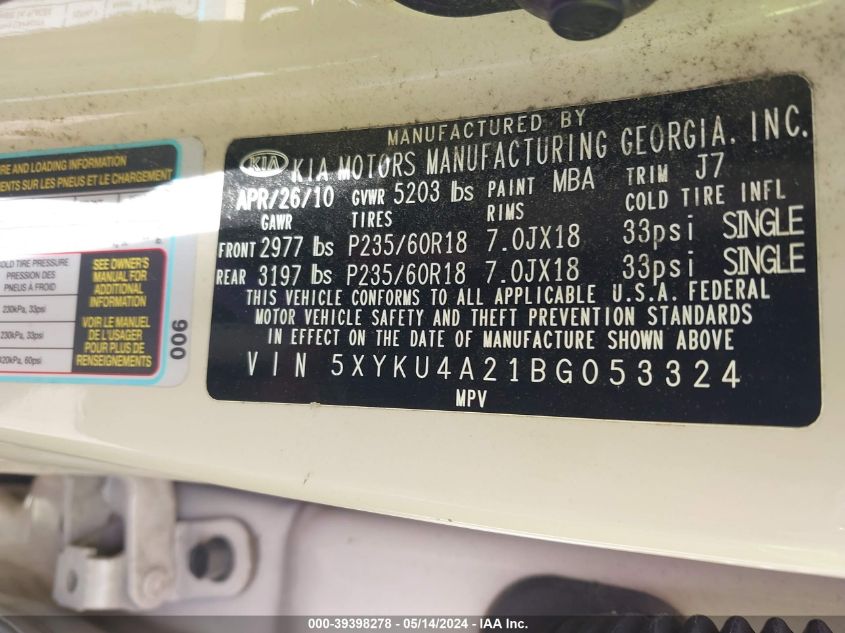 MANUFACTURED BY
KIA KIA MOTORS MANUFACTURING GEORGIA, INC.
APR/26/10 GVWR 5203 lbs PAINT MBA TRIM J7
GAWR TIRES RIMS COLD TIRE INFL
FRONT 2977 lbs P235/60R18 7.0JX18 33psi SINGLE
REAR 3197 lbs P235/60R18 7.0JX18 33psi SINGLE
THIS VEHICLE CONFORMS TO ALL APPLICABLE U.S.A. FEDERAL
MOTOR VEHICLE SAFETY AND THEFT PREVENTION STANDARDS
IN EFFECT ON THE DATE OF MANUFACTURE SHOWN ABOVE
VIN 5XYKU4A21BG053324
MPV
AND LOADING INFORMATION
SUR LES PNEUS ET LE CHARGEMENT
TIRE PRESSURE
PRESSION DES
PNEUS À FROID
230kPa, 33psi
230kPa, 33psi
420kPa, 60psi
SEE OWNER'S
MANUAL FOR
ADDITIONAL
INFORMATION
VOIR LE MANUEL
DE L'USAGER
POUR PLUS DE
RENSEIGNEMENTS
006
000-39398278 - 05/14/2024 - IAA Inc.